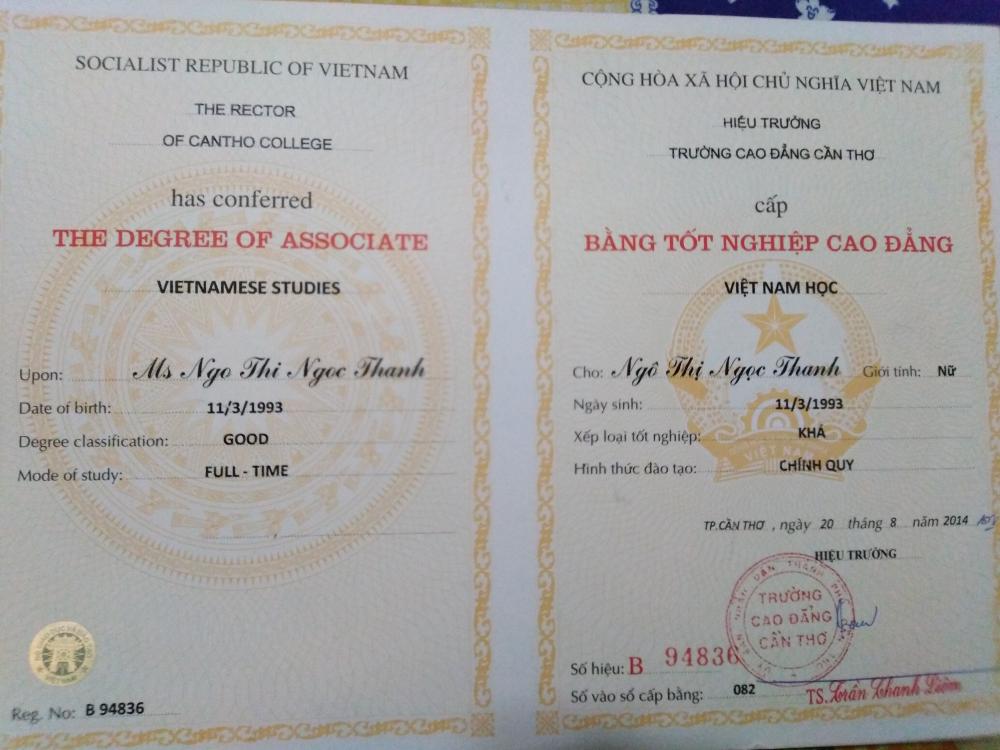 SOCIALIST REPUBLIC OF VIETNAM
THE RECTOR
OF CANTHO COLLEGE
has conferred
THE DEGREE OF ASSOCIATE
VIETNAMESE STUDIES
Upon: Ms Ngo Thi Ngoc Thanh
Date of birth: 11/3/1993
Degree classification: GOOD
Mode of study: FULL - TIME
Reg. No: B 94836
CỘNG HÒA XÃ HỘI CHỦ NGHĨA VIỆT NAM
HIỆU TRƯỞNG
TRƯỜNG CAO ĐẲNG CẦN THƠ
cấp
BẰNG TỐT NGHIỆP CAO ĐẲNG
VIỆT NAM HỌC
Cho: Ngô Thị Ngọc Thanh Giới tính: Nữ
Ngày sinh: 11/3/1993
Xếp loại tốt nghiệp: KHÁ
VIỆT NAM
Hình thức đào tạo: CHÍNH QUY
TP.CẦN THƠ , ngày 20 tháng 8 năm 2014
HIỆU TRƯỞNG
TRƯỜNG
CAO ĐẲNG
CẦN THƠ
Số hiệu: B 94836
Số vào sổ cấp bằng: 082
TS. Trần Thanh Liêm